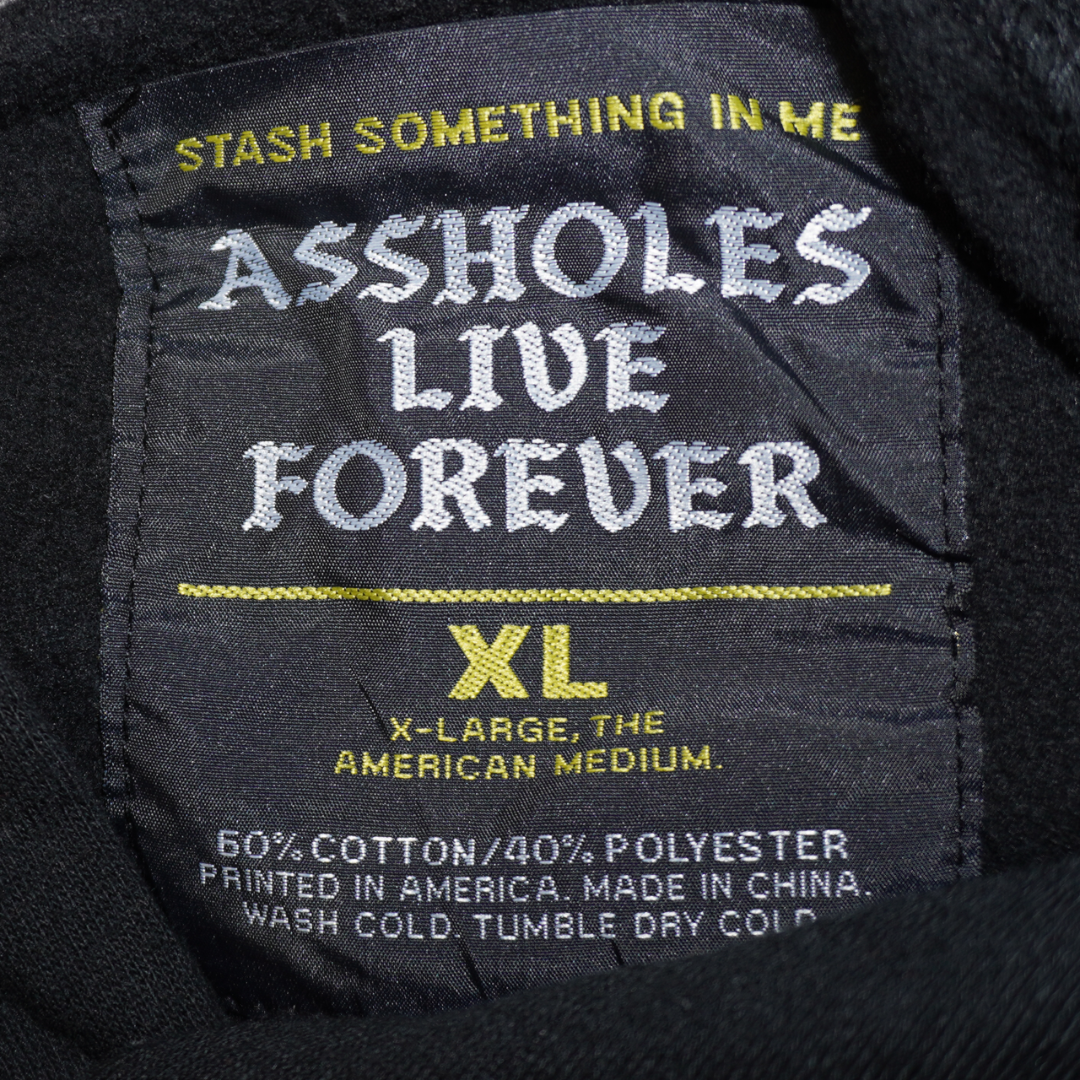 STASH SOMETHING IN ME
ASSHOLES
LIVE
FOREVER
XL
X-LARGE, THE
AMERICAN MEDIUM.
60% COTTON/40% POLYESTER
PRINTED IN AMERICA. MADE IN CHINA.
WASH COLD. TUMBLE DRY COLD